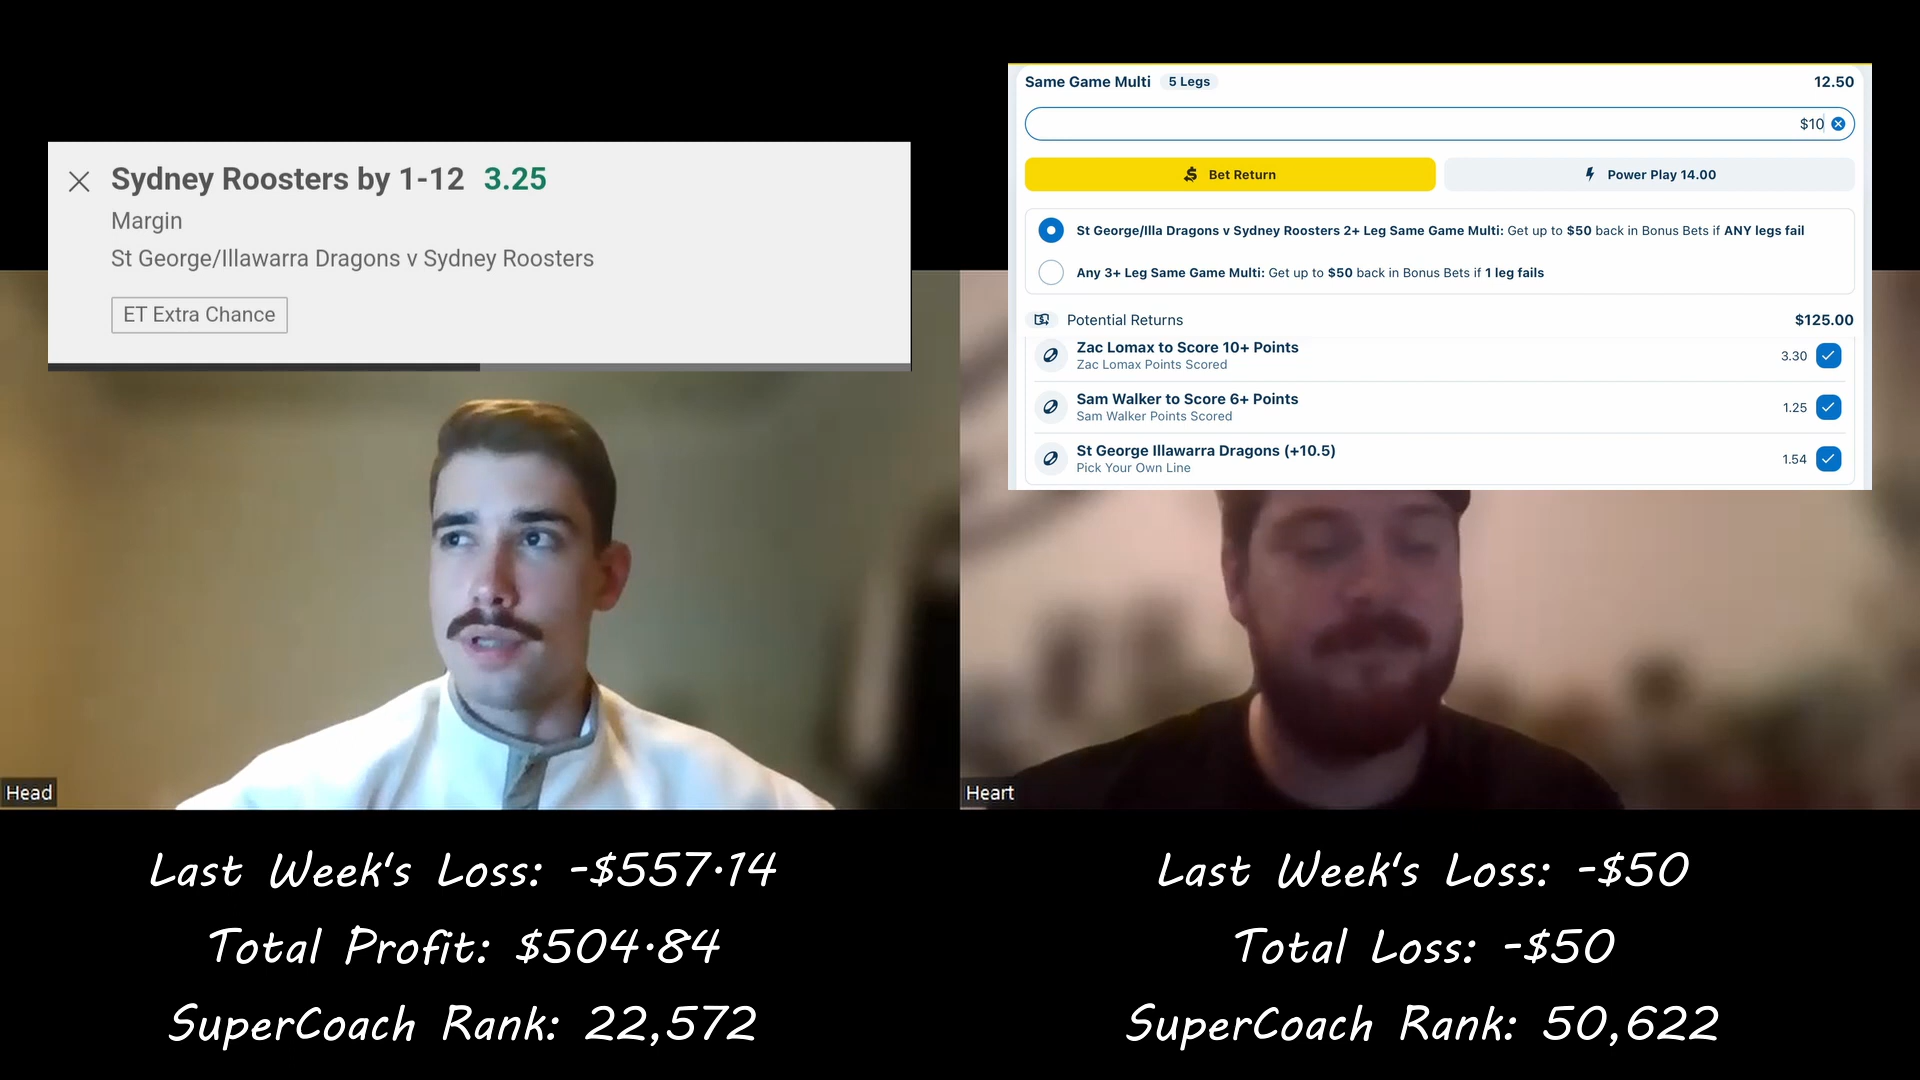 Sydney Roosters by 1-12 3.25
Margin
St George/Illawarra Dragons v Sydney Roosters
ET Extra Chance
Same Game Multi 5 Legs 12.50
$10
Bet Return
Power Play 14.00
St George/Illa Dragons v Sydney Roosters 2+ Leg Same Game Multi: Get up to $50 back in Bonus Bets if ANY legs fail
Any 3+ Leg Same Game Multi: Get up to $50 back in Bonus Bets if 1 leg fails
Potential Returns $125.00
Zac Lomax to Score 10+ Points 3.30
Zac Lomax Points Scored
Sam Walker to Score 6+ Points 1.25
Sam Walker Points Scored
St George Illawarra Dragons (+10.5) 1.54
Pick Your Own Line
Head
Heart
Last Week's Loss: -$557.14
Total Profit: $504.84
SuperCoach Rank: 22,572
Last Week's Loss: -$50
Total Loss: -$50
SuperCoach Rank: 50,622